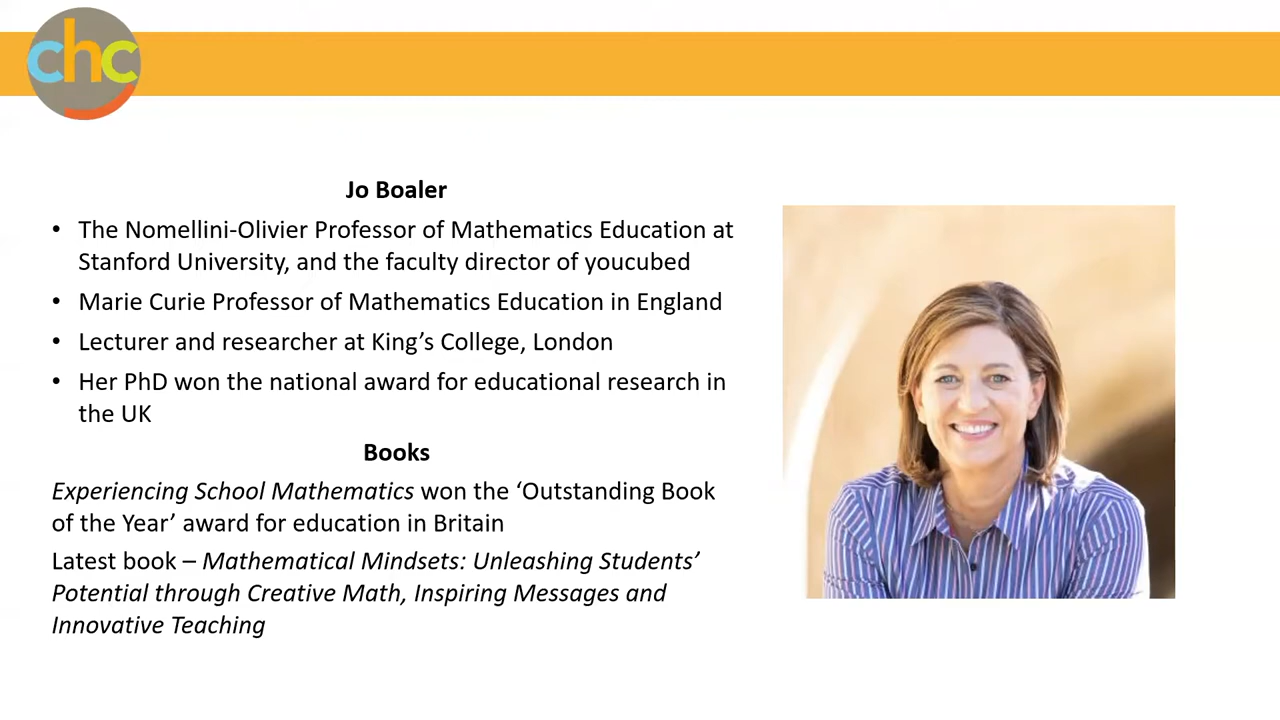 chc
Jo Boaler
• The Nomellini-Olivier Professor of Mathematics Education at
Stanford University, and the faculty director of youcubed
• Marie Curie Professor of Mathematics Education in England
• Lecturer and researcher at King’s College, London
• Her PhD won the national award for educational research in
the UK
Books
Experiencing School Mathematics won the ‘Outstanding Book
of the Year’ award for education in Britain
Latest book – Mathematical Mindsets: Unleashing Students’
Potential through Creative Math, Inspiring Messages and
Innovative Teaching